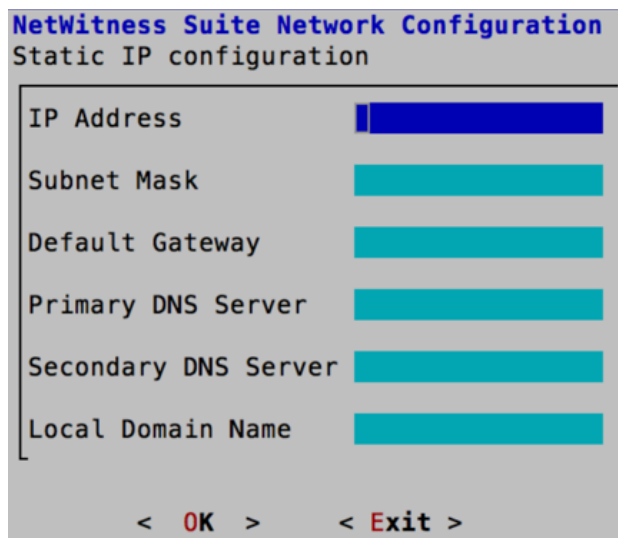 NetWitness Suite Network Configuration
Static IP configuration
IP Address
Subnet Mask
Default Gateway
Primary DNS Server
Secondary DNS Server
Local Domain Name
< OK > < Exit >